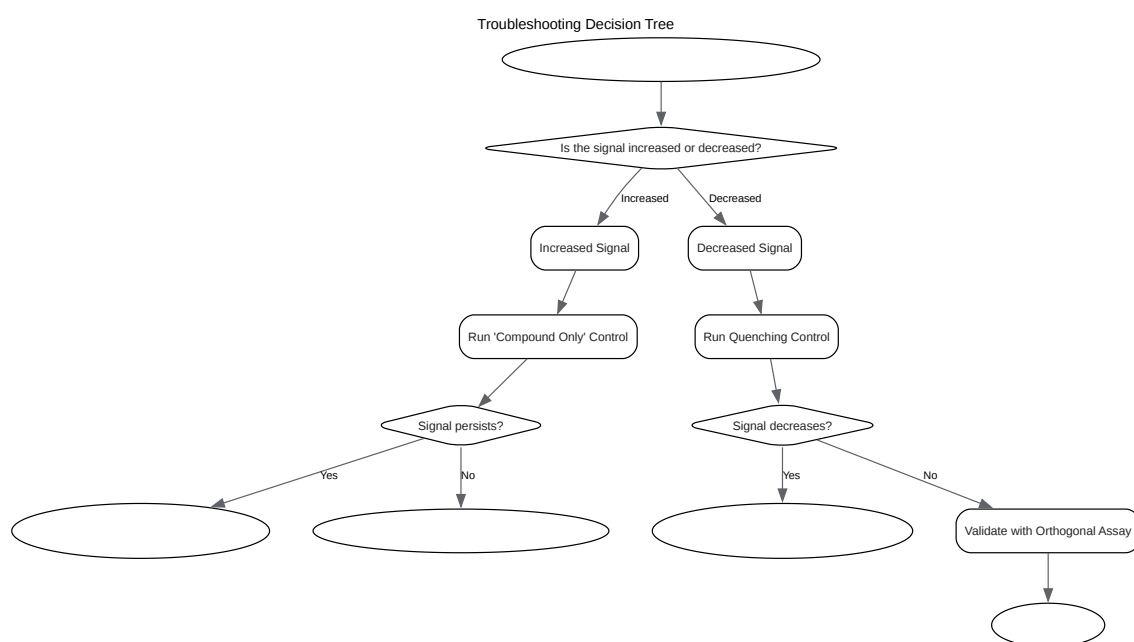 Troubleshooting Decision Tree
Is the signal increased or decreased?
Increased
Decreased
Increased Signal
Decreased Signal
Run 'Compound Only' Control
Run Quenching Control
Signal persists?
Signal decreases?
Yes
No
Yes
No
Validate with Orthogonal Assay